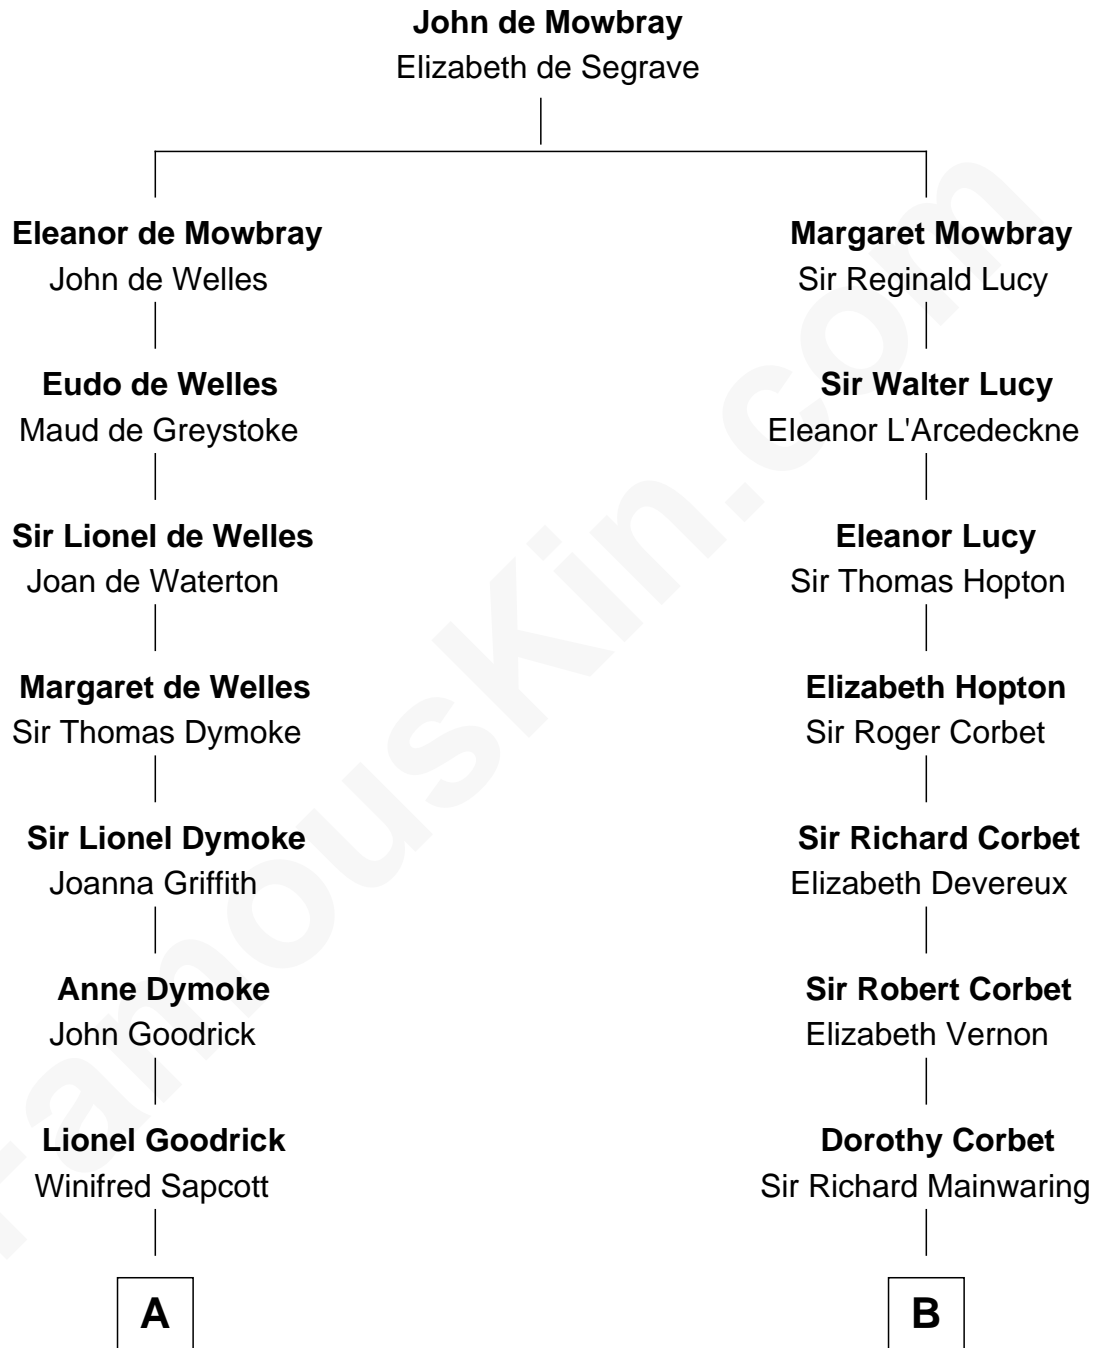 John de Mowbray
Elizabeth de Segrave
Eleanor de Mowbray
John de Welles
Eudo de Welles
Maud de Greystoke
Sir Lionel de Welles
Joan de Waterton
Margaret de Welles
Sir Thomas Dymoke
Sir Lionel Dymoke
Joanna Griffith
Anne Dymoke
John Goodrick
Lionel Goodrick
Winifred Sapcott
A
Margaret Mowbray
Sir Reginald Lucy
Sir Walter Lucy
Eleanor L'Arcedeckne
Eleanor Lucy
Sir Thomas Hopton
Elizabeth Hopton
Sir Roger Corbet
Sir Richard Corbet
Elizabeth Devereux
Sir Robert Corbet
Elizabeth Vernon
Dorothy Corbet
Sir Richard Mainwaring
B
FamousKin.com